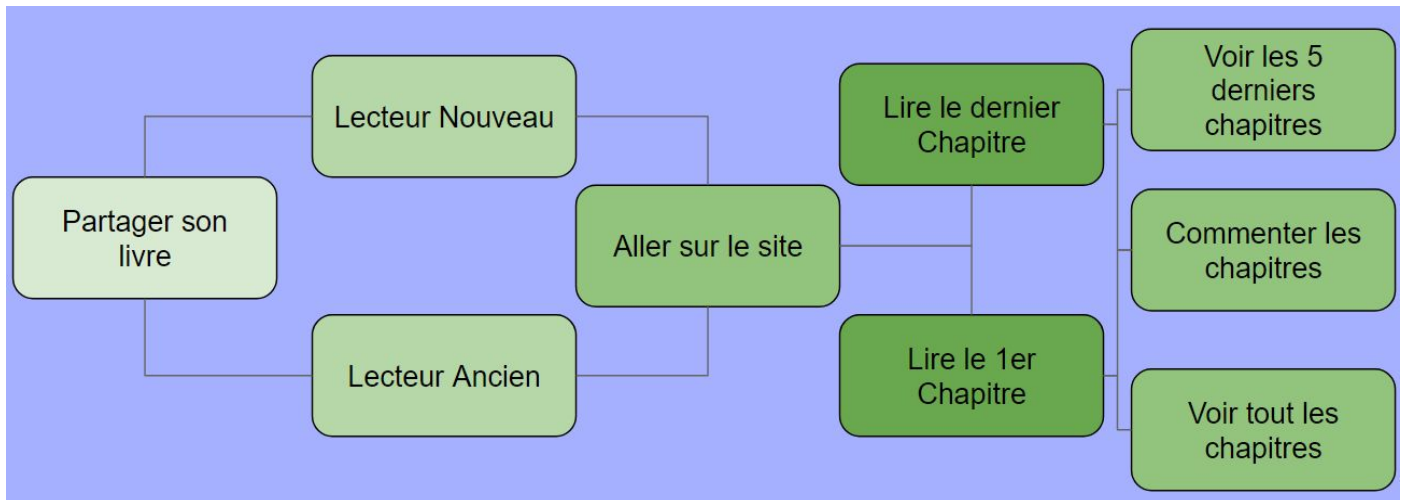 Partager son
livre
Lecteur Nouveau
Lecteur Ancien
Aller sur le site
Lire le dernier
Chapitre
Lire le 1er
Chapitre
Voir les 5
derniers
chapitres
Commenter les
chapitres
Voir tout les
chapitres